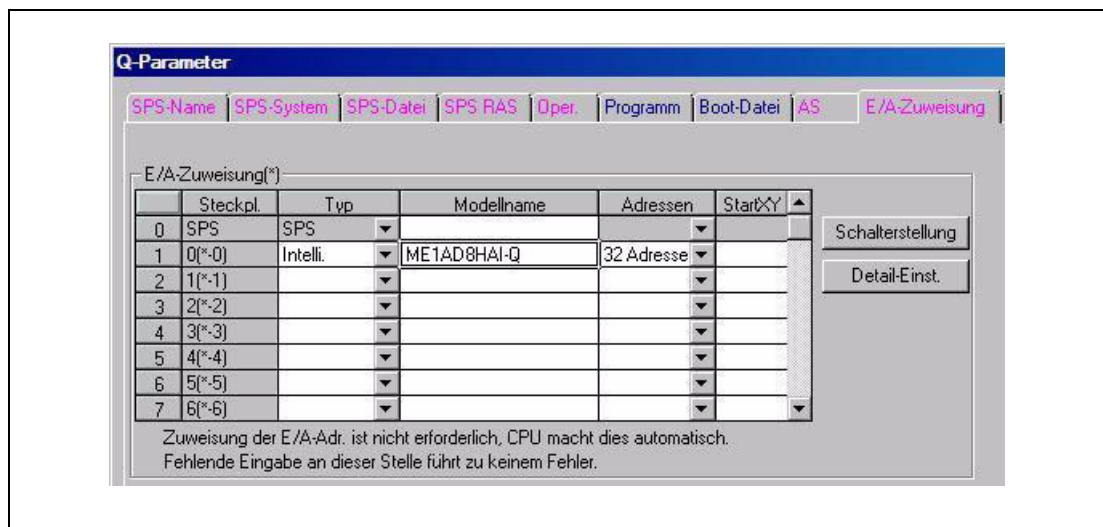 Q-Parameter
SPS-Name SPS-System SPS-Datei SPS RAS Oper. Programm Boot-Datei AS E/A-Zuweisung
E/A-Zuweisung(*)
Steckpl. Typ Modellname Adressen StartXY
0 SPS SPS
1 0(*-0) Intelli. ME1AD8HAI-Q 32 Adresse
2 1(*-1)
3 2(*-2)
4 3(*-3)
5 4(*-4)
6 5(*-5)
7 6(*-6)
Schalterstellung
Detail-Einst.
Zuweisung der E/A-Adr. ist nicht erforderlich, CPU macht dies automatisch.
Fehlende Eingabe an dieser Stelle führt zu keinem Fehler.